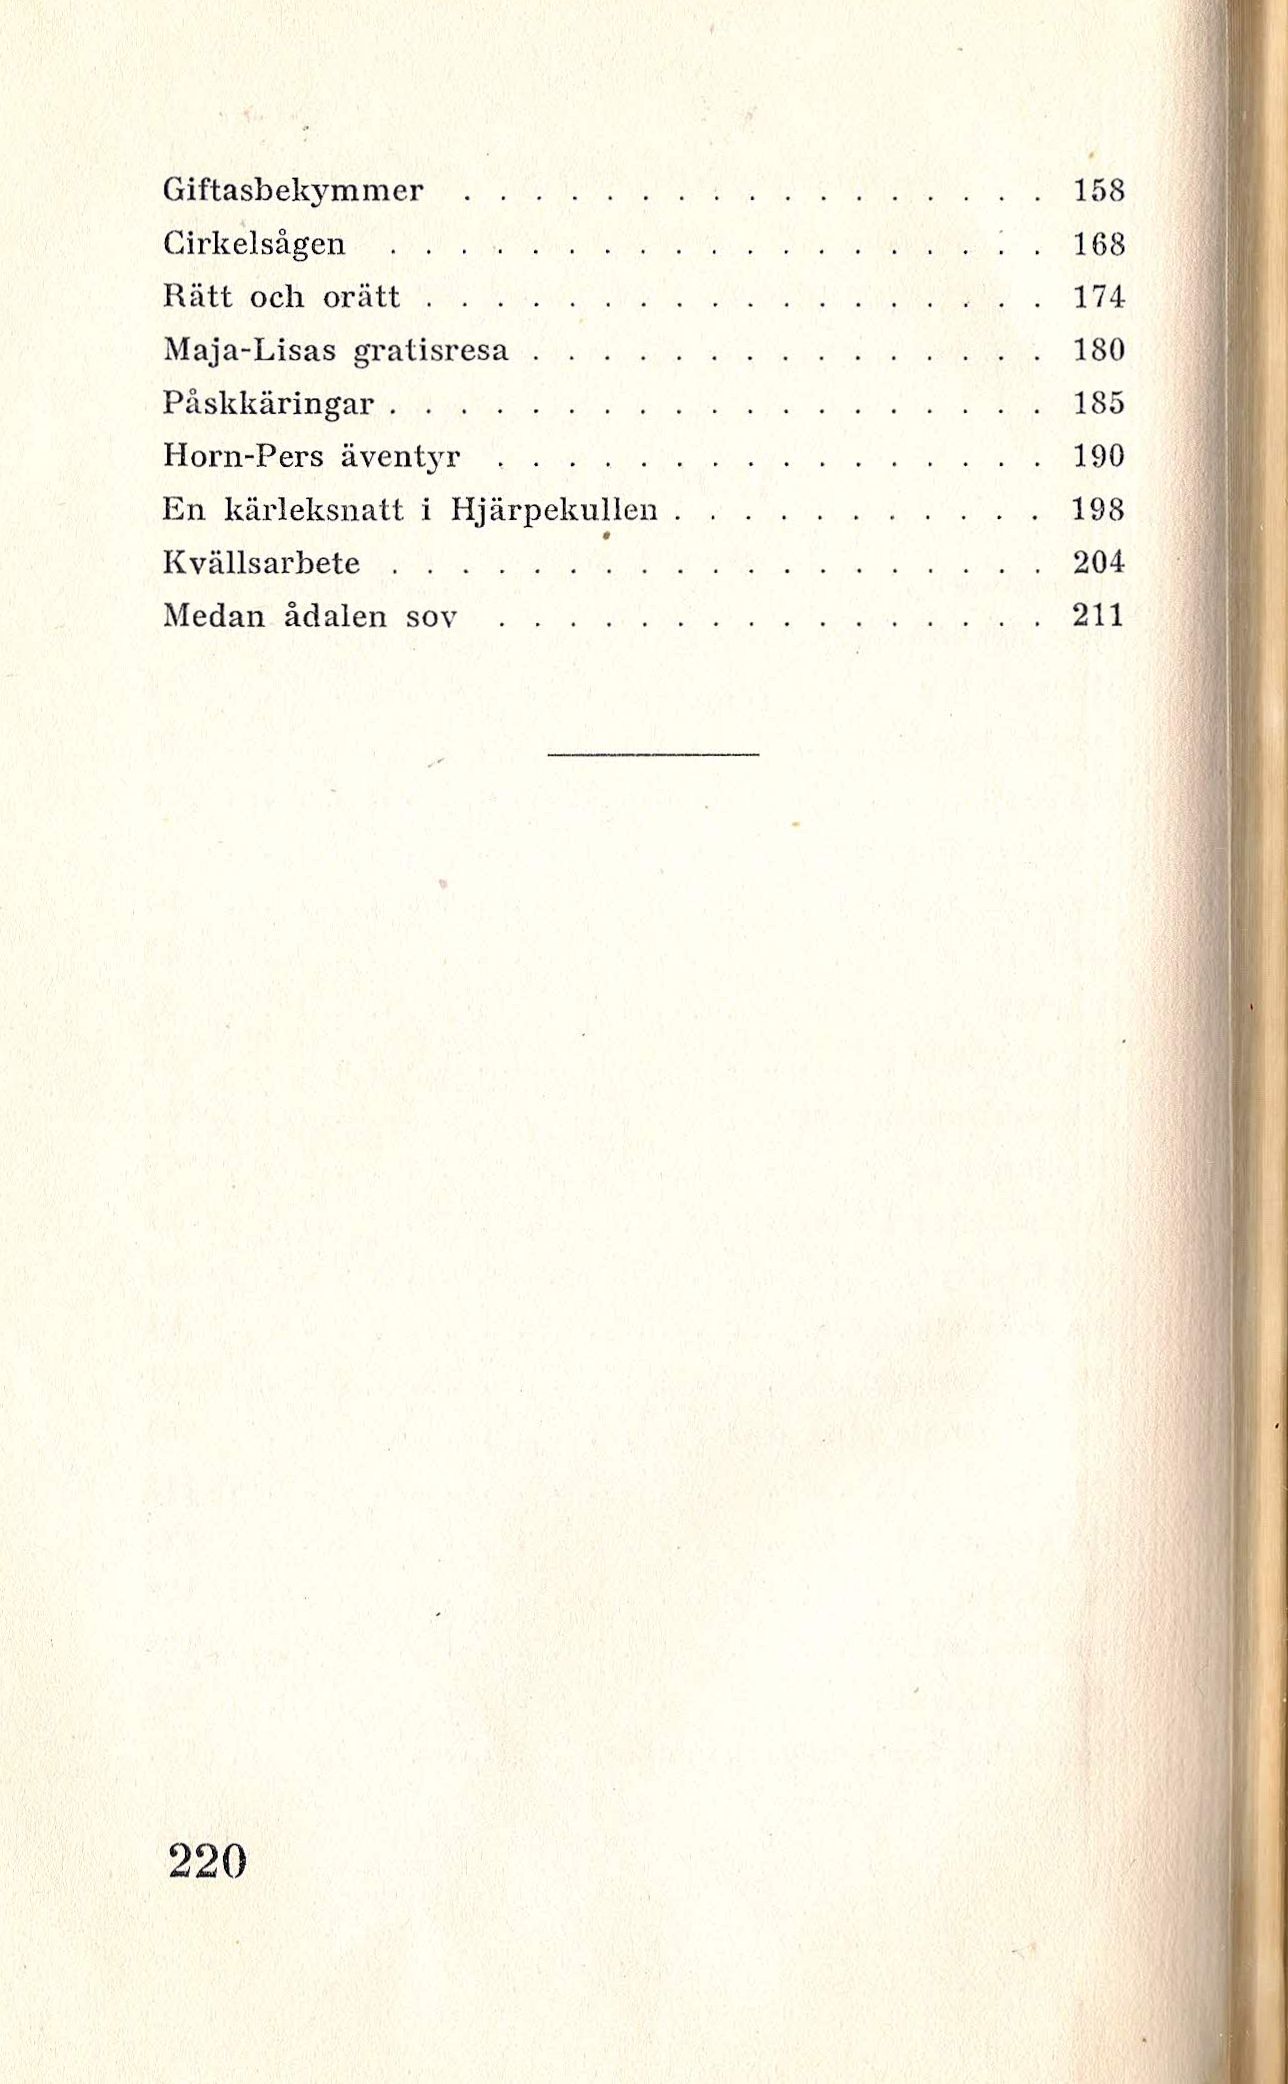 Giftasbekymmer . . . . . . . . . . . . . . . . . 158
Cirkelsågen . . . . . . . . . . . . . . . . . . . 168
Rätt och orätt . . . . . . . . . . . . . . . . . . 174
Maja-Lisas gratisresa . . . . . . . . . . . . . . . 180
Påskkäringar . . . . . . . . . . . . . . . . . . . 185
Horn-Pers äventyr . . . . . . . . . . . . . . . . 190
En kärleksnatt i Hjärpekullen . . . . . . . . . . . 198
Kvällsarbete . . . . . . . . . . . . . . . . . . . 204
Medan ådalen sov . . . . . . . . . . . . . . . . 211
220